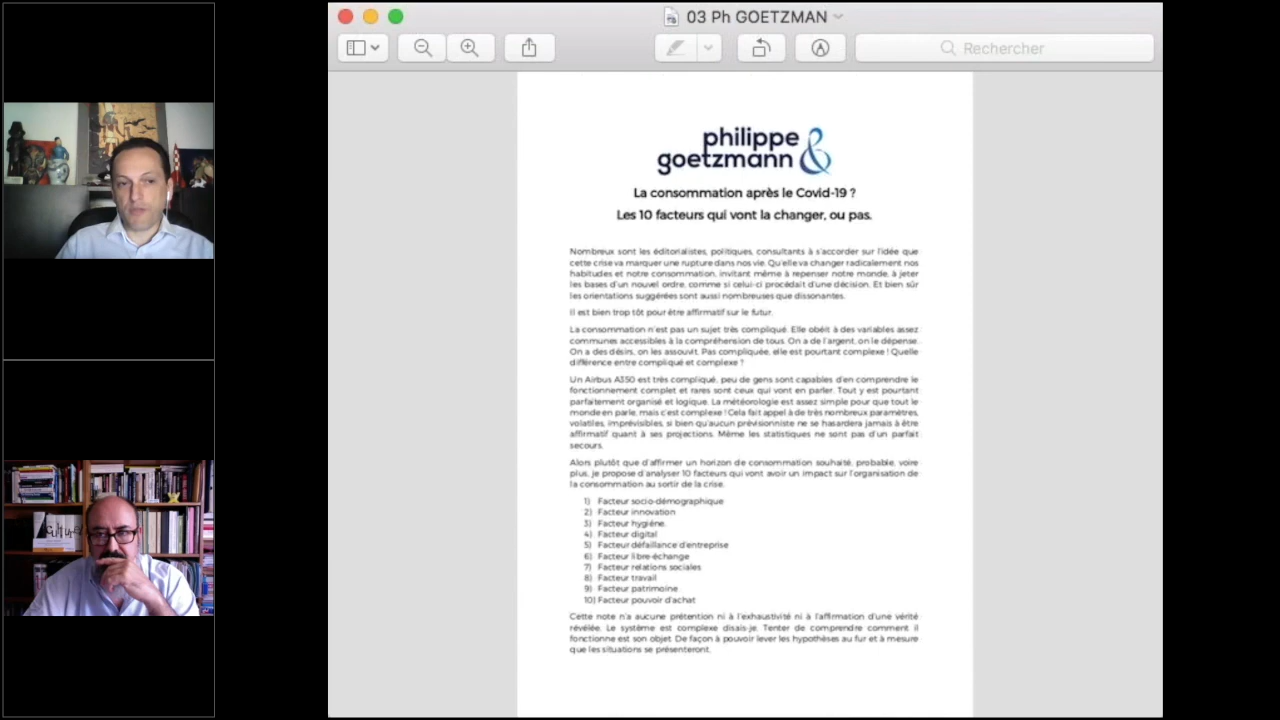 03 Ph GOETZMAN
Rechercher
philippe
goetzmann &
La consommation après le Covid-19 ?
Les 10 facteurs qui vont la changer, ou pas.
Nombreux sont les éditorialistes, politiques, consultants à s'accorder sur l'idée que
cette crise va marquer une rupture dans nos vie. Qu'elle va changer radicalement nos
habitudes et notre consommation, invitant même à repenser notre monde, à jeter
les bases d'un nouvel ordre, comme si celui-ci procédait d'une décision. Et bien sûr
les orientations suggérées sont aussi nombreuses que dissonantes.
Il est bien trop tôt pour être affirmatif sur le futur.
La consommation n'est pas un sujet très compliqué. Elle obéit à des variables assez
communes accessibles à la compréhension de tous. On a de l'argent, on le dépense.
On a des désirs, on les assouvit. Pas compliquée, elle est pourtant complexe ! Quelle
différence entre compliqué et complexe ?
Un Airbus A350 est très compliqué, peu de gens sont capables d'en comprendre le
fonctionnement complet et rares sont ceux qui vont en parler. Tout y est pourtant
parfaitement organisé et logique. La météorologie est assez simple pour que tout le
monde en parle, mais c'est complexe ! Cela fait appel à de très nombreux paramètres,
volatiles, imprévisibles, si bien qu'aucun prévisionniste ne se hasardera jamais à être
affirmatif quant à ses projections. Même les statistiques ne sont pas d'un parfait
secours.
Alors plutôt que d'affirmer un horizon de consommation souhaité, probable, voire
plus, je propose d'analyser 10 facteurs qui vont avoir un impact sur l'organisation de
la consommation au sortir de la crise.
1) Facteur socio-démographique
2) Facteur innovation
3) Facteur hygiène.
4) Facteur digital
5) Facteur défaillance d'entreprise
6) Facteur libre-échange
7) Facteur relations sociales
8) Facteur travail
9) Facteur patrimoine
10) Facteur pouvoir d'achat
Cette note n'a aucune prétention ni à l'exhaustivité ni à l'affirmation d'une vérité
révélée. Le système est complexe disais-je. Tenter de comprendre comment il
fonctionne est son objet. De façon à pouvoir lever les hypothèses au fur et à mesure
que les situations se présenteront.